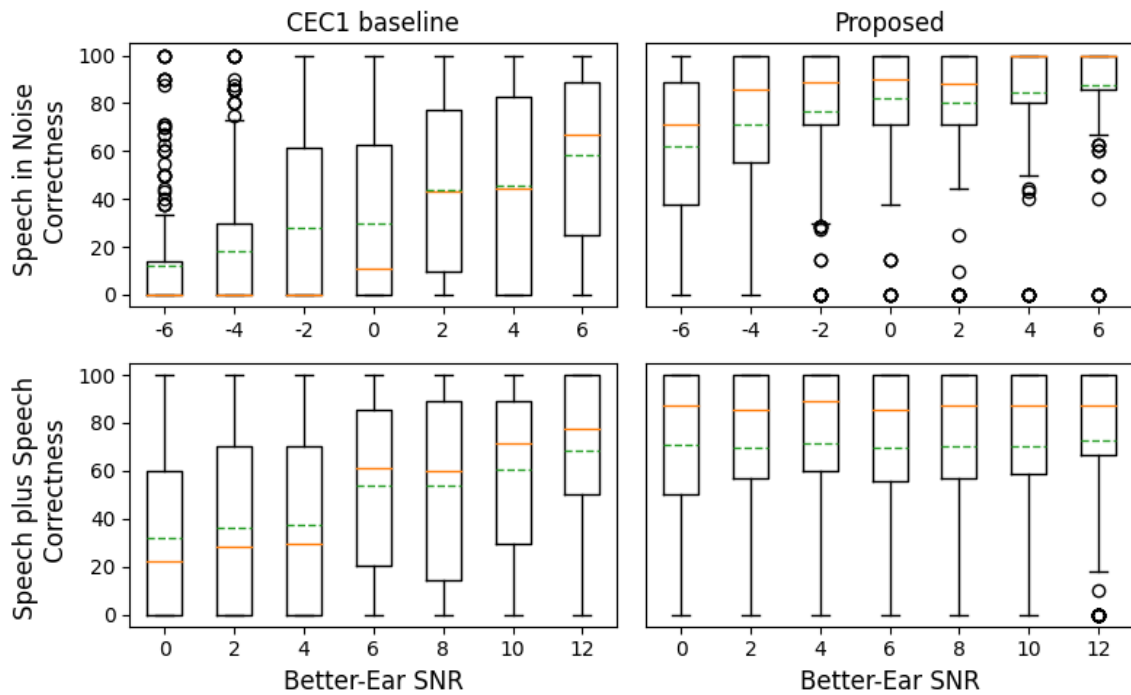 CEC1 baseline
Proposed
Speech in Noise
Correctness
100
80
60
40
20
0
-6 -4 -2 0 2 4 6
-6 -4 -2 0 2 4 6
Speech plus Speech
Correctness
100
80
60
40
20
0
0 2 4 6 8 10 12
0 2 4 6 8 10 12
Better-Ear SNR
Better-Ear SNR